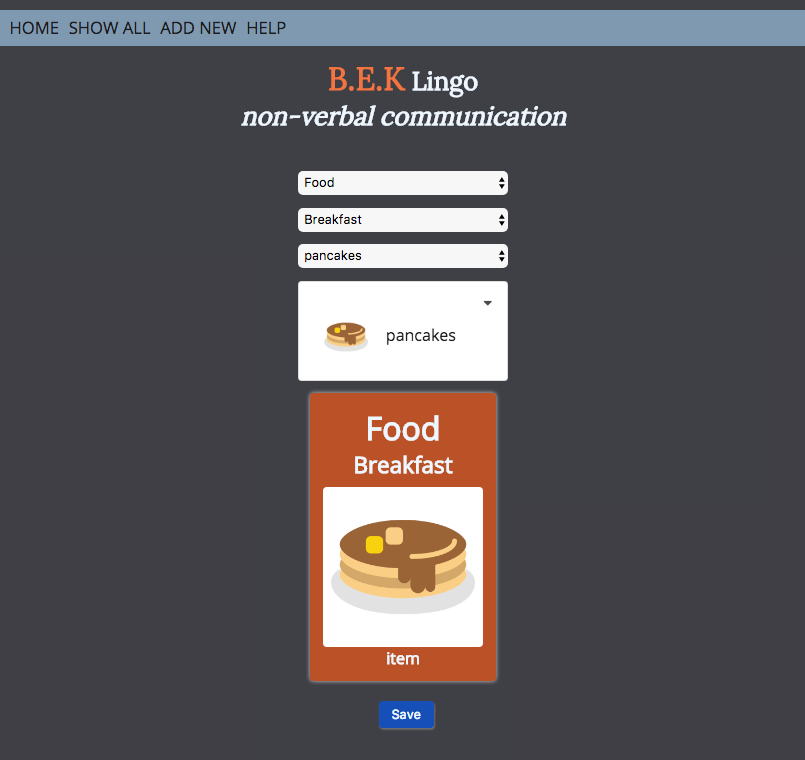 HOME SHOW ALL ADD NEW HELP
B.E.K Lingo
non-verbal communication
Food
Breakfast
pancakes
pancakes
Food
Breakfast
item
Save